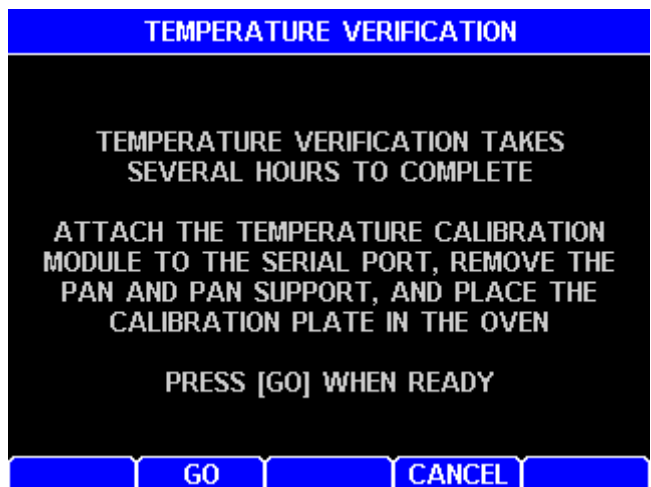 TEMPERATURE VERIFICATION
TEMPERATURE VERIFICATION TAKES
SEVERAL HOURS TO COMPLETE
ATTACH THE TEMPERATURE CALIBRATION
MODULE TO THE SERIAL PORT, REMOVE THE
PAN AND PAN SUPPORT, AND PLACE THE
CALIBRATION PLATE IN THE OVEN
PRESS [GO] WHEN READY
GO CANCEL